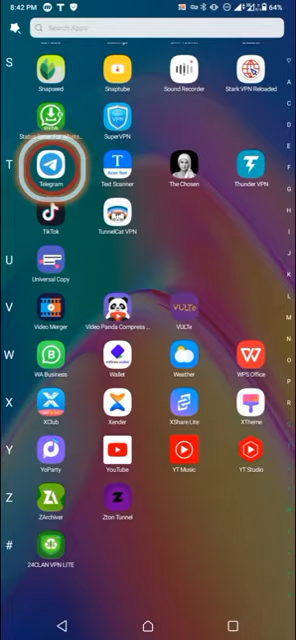 8:42 PM
64%
Search Apps
S
Snapseed
Snaptube
Sound Recorder
Stark VPN Reloaded
SuperVPN
T
Telegram
Text Scanner
The Chosen
Thunder VPN
TikTok
TunnelCat VPN
U
Universal Copy
V
Video Merger
Video Panda Compress ...
VULTe
W
WA Business
Wallet
Weather
WPS Office
X
XClub
Xender
XShare Lite
XTheme
Y
YoParty
YouTube
YT Music
YT Studio
Z
ZArchiver
Zton Tunnel
#
24CLAN VPN LITE